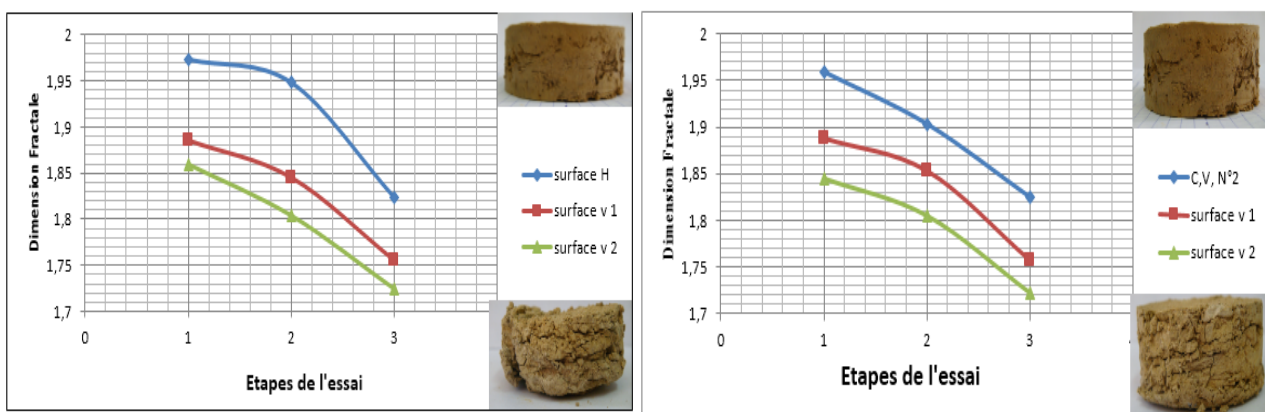 Dimension Fractale
2
1,95
1,9
1,85
1,8
1,75
1,7
0 1 2 3
Etapes de l'essai
surface H
surface v 1
surface v 2
Dimension Fractale
2
1,95
1,9
1,85
1,8
1,75
1,7
0 1 2 3
Etapes de l'essai
C,V, N°2
surface v 1
surface v 2